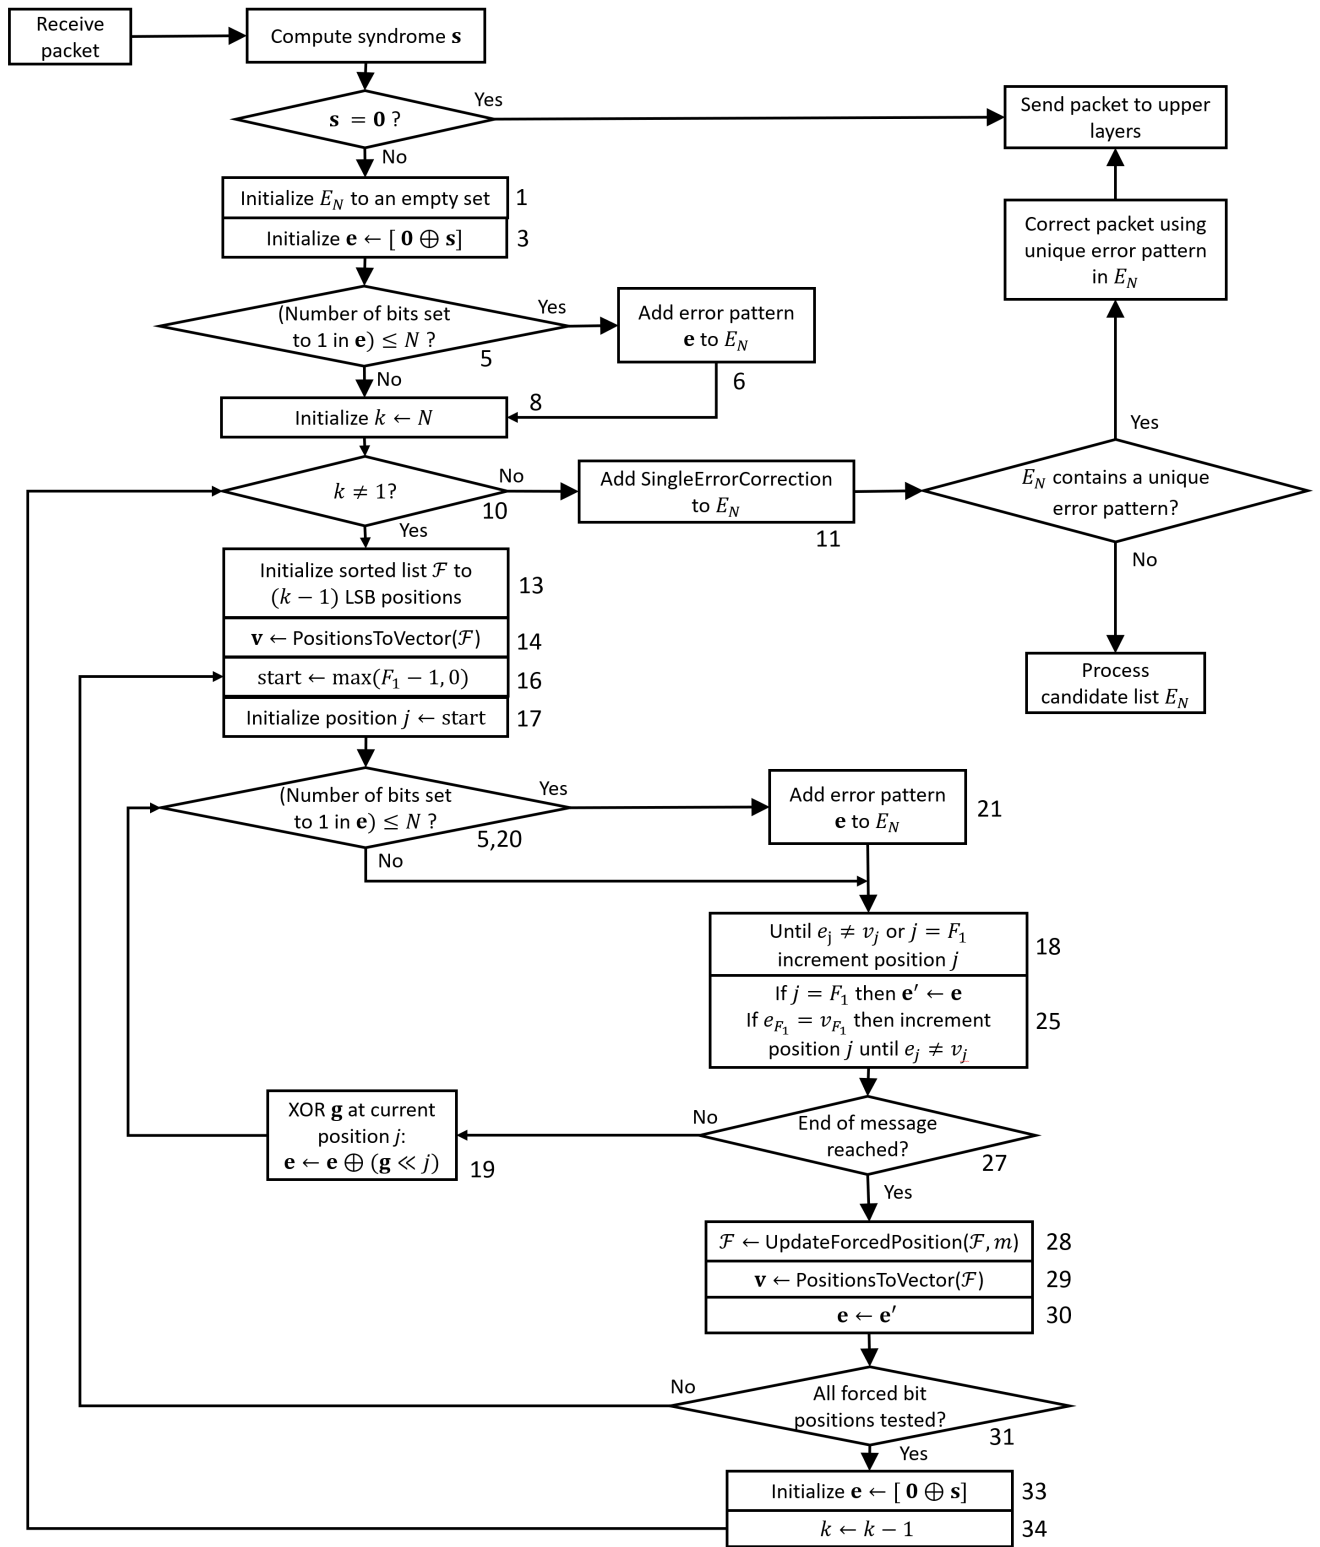 Receive
packet
Compute syndrome s
s = 0 ?
Yes
No
Send packet to upper
layers
Initialize E_N to an empty set
1
Initialize e ← [ 0 ⊕ s]
3
Correct packet using
unique error pattern
in E_N
(Number of bits set
to 1 in e) ≤ N ?
Yes
5
No
Add error pattern
e to E_N
6
Initialize k ← N
8
k ≠ 1?
No
10
Yes
Add SingleErrorCorrection
to E_N
11
E_N contains a unique
error pattern?
Yes
No
Process
candidate list E_N
Initialize sorted list ℱ to
(k − 1) LSB positions
13
v ← PositionsToVector(ℱ)
14
start ← max(F₁ − 1, 0)
16
Initialize position j ← start
17
(Number of bits set
to 1 in e) ≤ N ?
Yes
5,20
No
Add error pattern
e to E_N
21
Until e_j ≠ v_j or j = F₁
increment position j
18
If j = F₁ then e′ ← e
If e_F₁ = v_F₁ then increment
position j until e_j ≠ v_j
25
End of message
reached?
No
27
Yes
XOR g at current
position j:
e ← e ⊕ (g ≪ j)
19
ℱ ← UpdateForcedPosition(ℱ, m)
28
v ← PositionsToVector(ℱ)
29
e ← e′
30
All forced bit
positions tested?
No
31
Yes
Initialize e ← [ 0 ⊕ s]
33
k ← k − 1
34